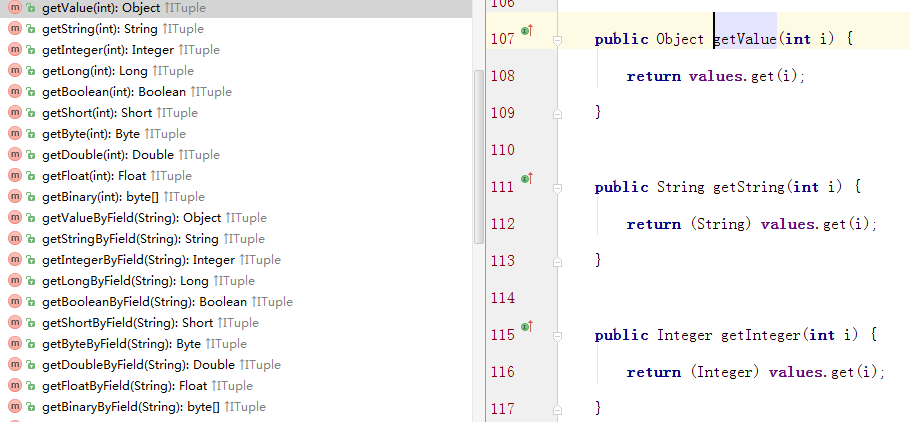 getValue(int): Object ↑ITuple
getString(int): String ↑ITuple
getInteger(int): Integer ↑ITuple
getLong(int): Long ↑ITuple
getBoolean(int): Boolean ↑ITuple
getShort(int): Short ↑ITuple
getByte(int): Byte ↑ITuple
getDouble(int): Double ↑ITuple
getFloat(int): Float ↑ITuple
getBinary(int): byte[] ↑ITuple
getValueByField(String): Object ↑ITuple
getStringByField(String): String ↑ITuple
getIntegerByField(String): Integer ↑ITuple
getLongByField(String): Long ↑ITuple
getBooleanByField(String): Boolean ↑ITuple
getShortByField(String): Short ↑ITuple
getByteByField(String): Byte ↑ITuple
getDoubleByField(String): Double ↑ITuple
getFloatByField(String): Float ↑ITuple
getBinaryByField(String): byte[] ↑ITuple
106
107 public Object getValue(int i) {
108 return values.get(i);
109 }
110
111 public String getString(int i) {
112 return (String) values.get(i);
113 }
114
115 public Integer getInteger(int i) {
116 return (Integer) values.get(i);
117 }